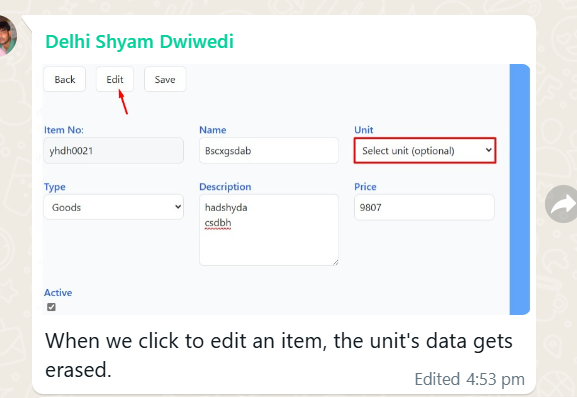 Delhi Shyam Dwiwedi
Back Edit Save
Item No: Name Unit
yhdh0021 Bscxgsdab Select unit (optional)
Type Description Price
Goods hadshyda 9807
csdbh
Active
When we click to edit an item, the unit's data gets
erased.
Edited 4:53 pm